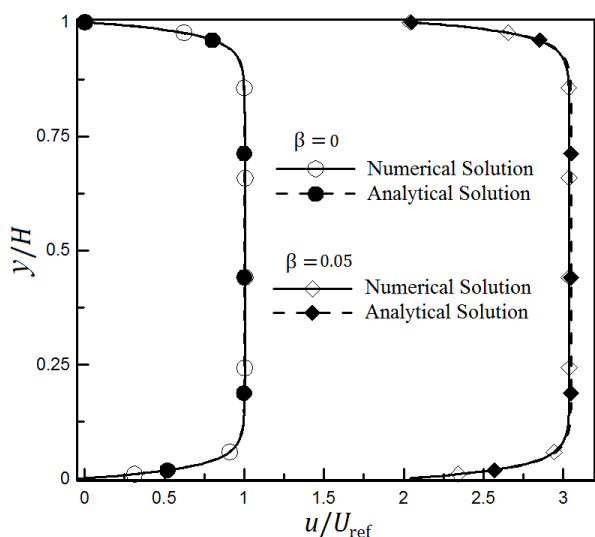 1
0.75
y/H
0.5
0.25
0
β = 0
Numerical Solution
Analytical Solution
β = 0.05
Numerical Solution
Analytical Solution
0 0.5 1 1.5 2 2.5 3
u/U_ref